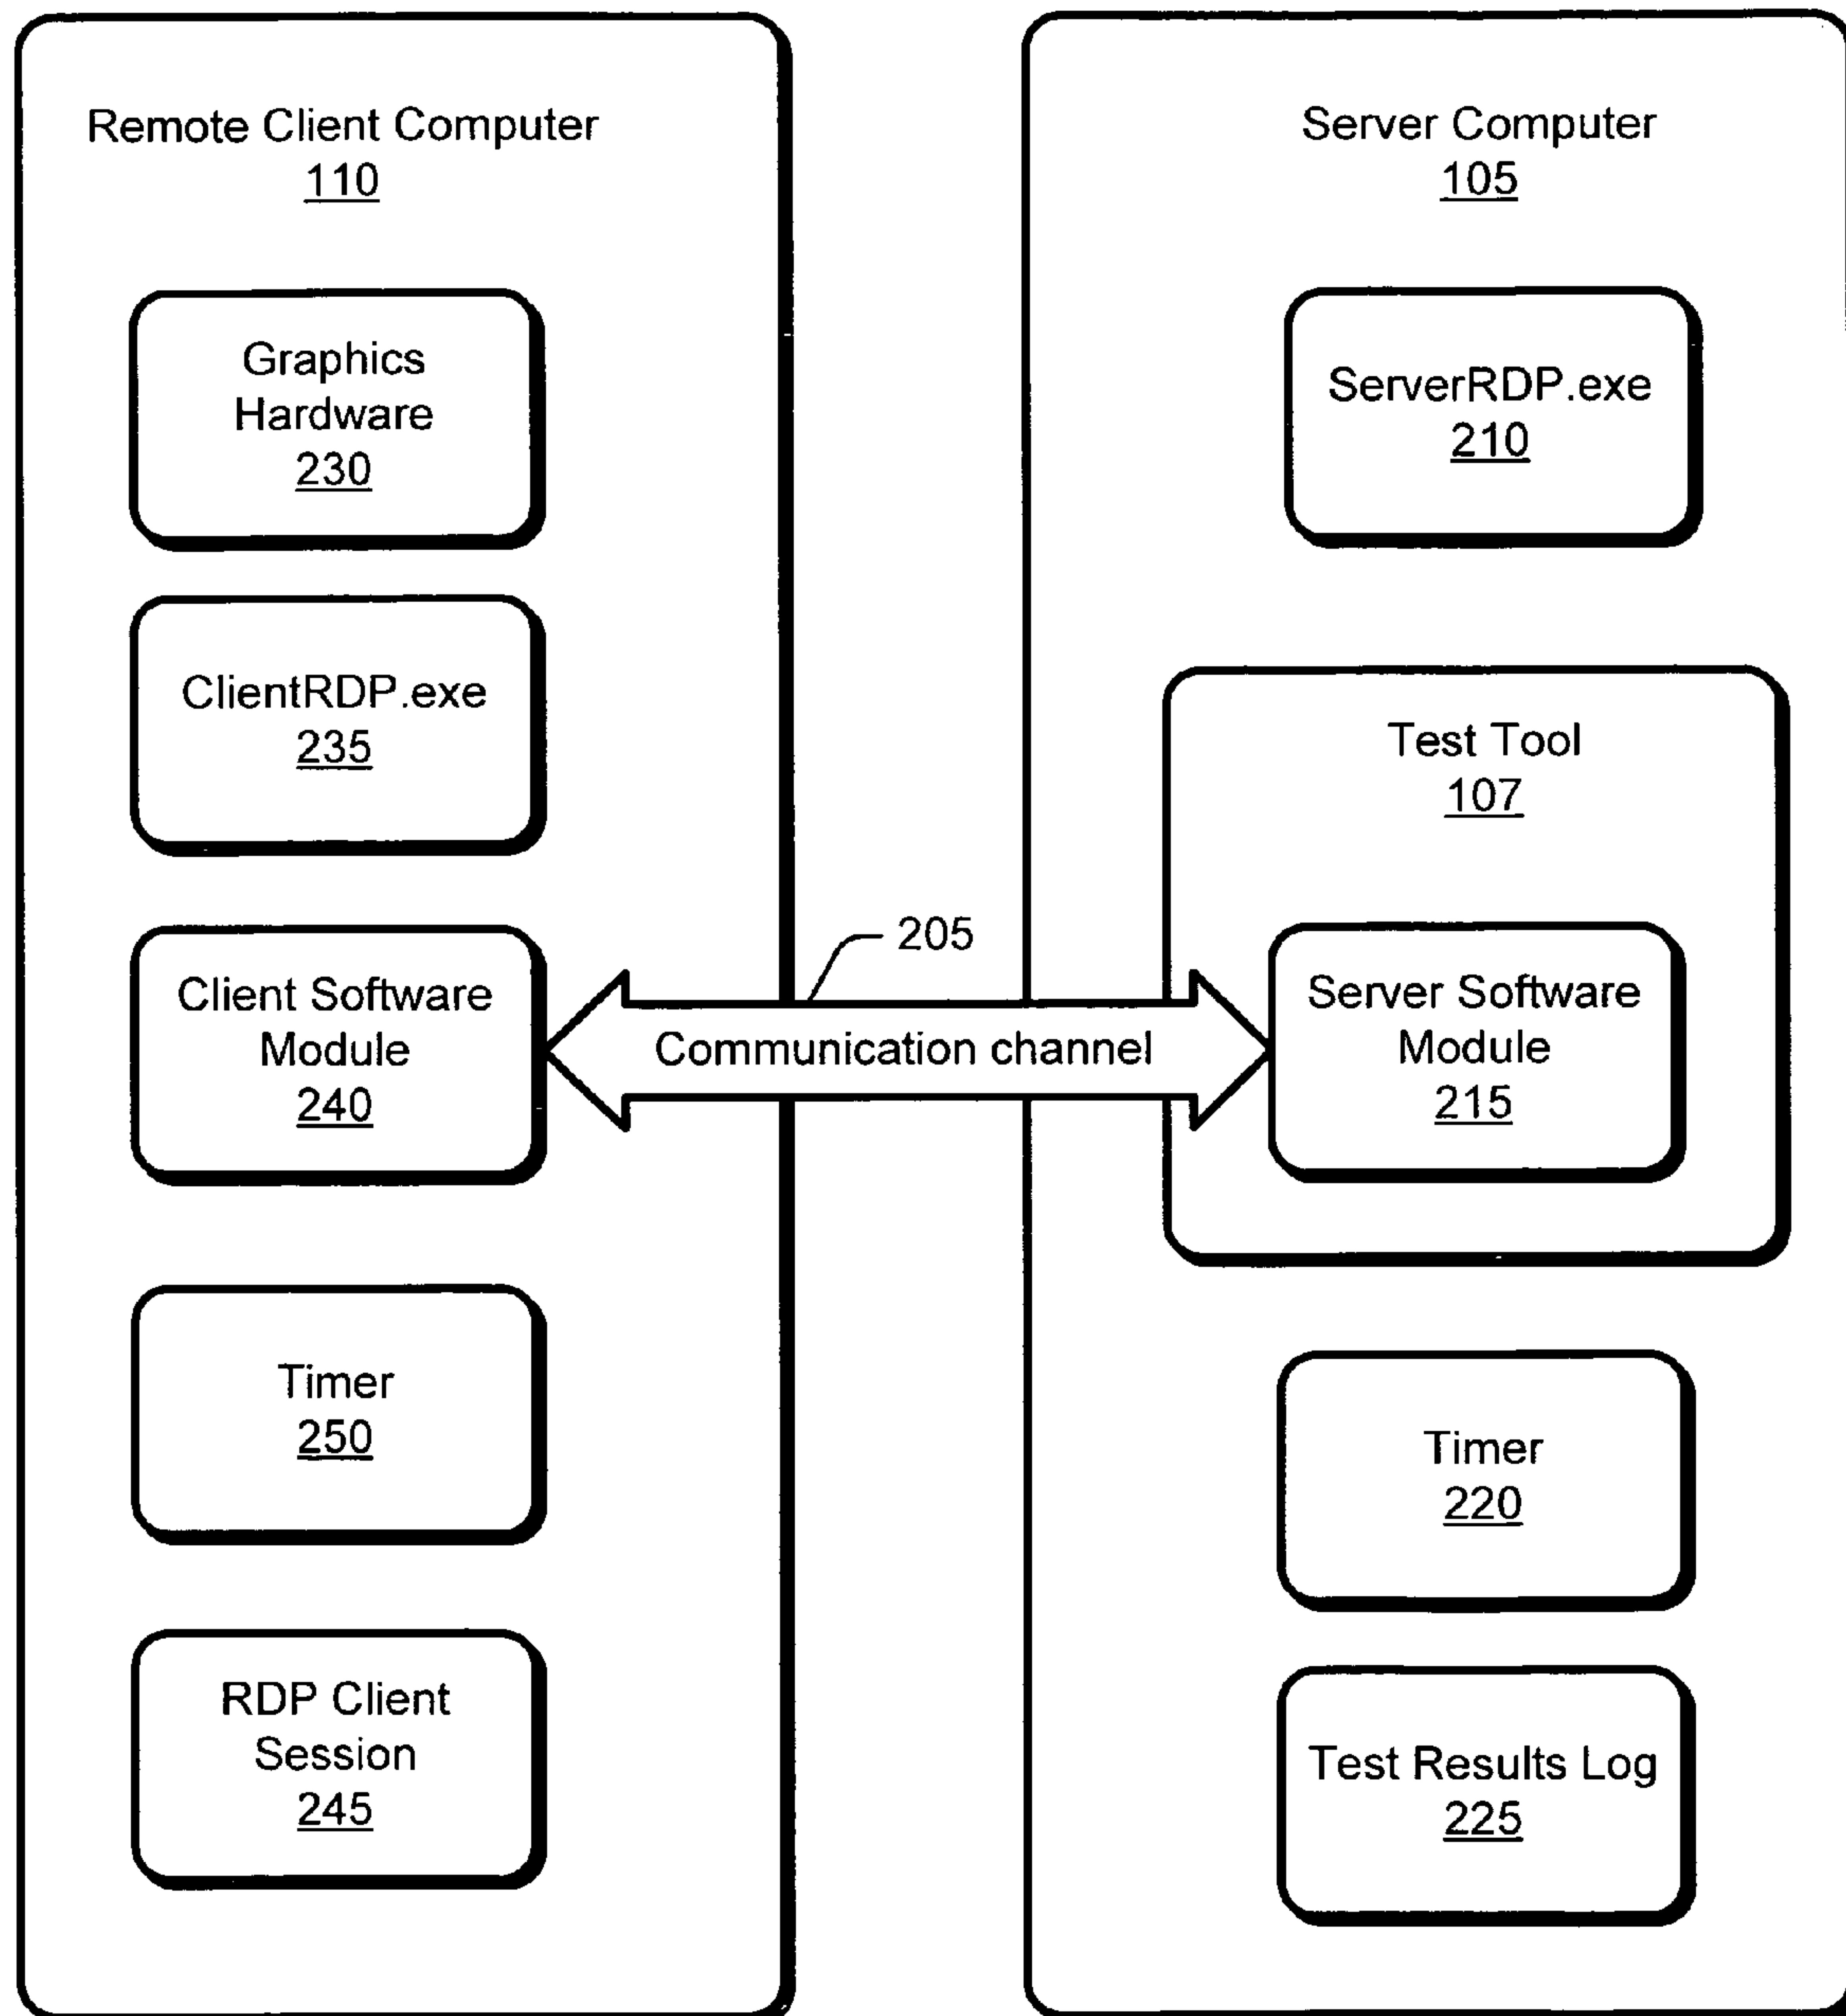 Remote Client Computer
110
Graphics
Hardware
230
ClientRDP.exe
235
Client Software
Module
240
Timer
250
RDP Client
Session
245
205
Communication channel
Server Computer
105
ServerRDP.exe
210
Test Tool
107
Server Software
Module
215
Timer
220
Test Results Log
225